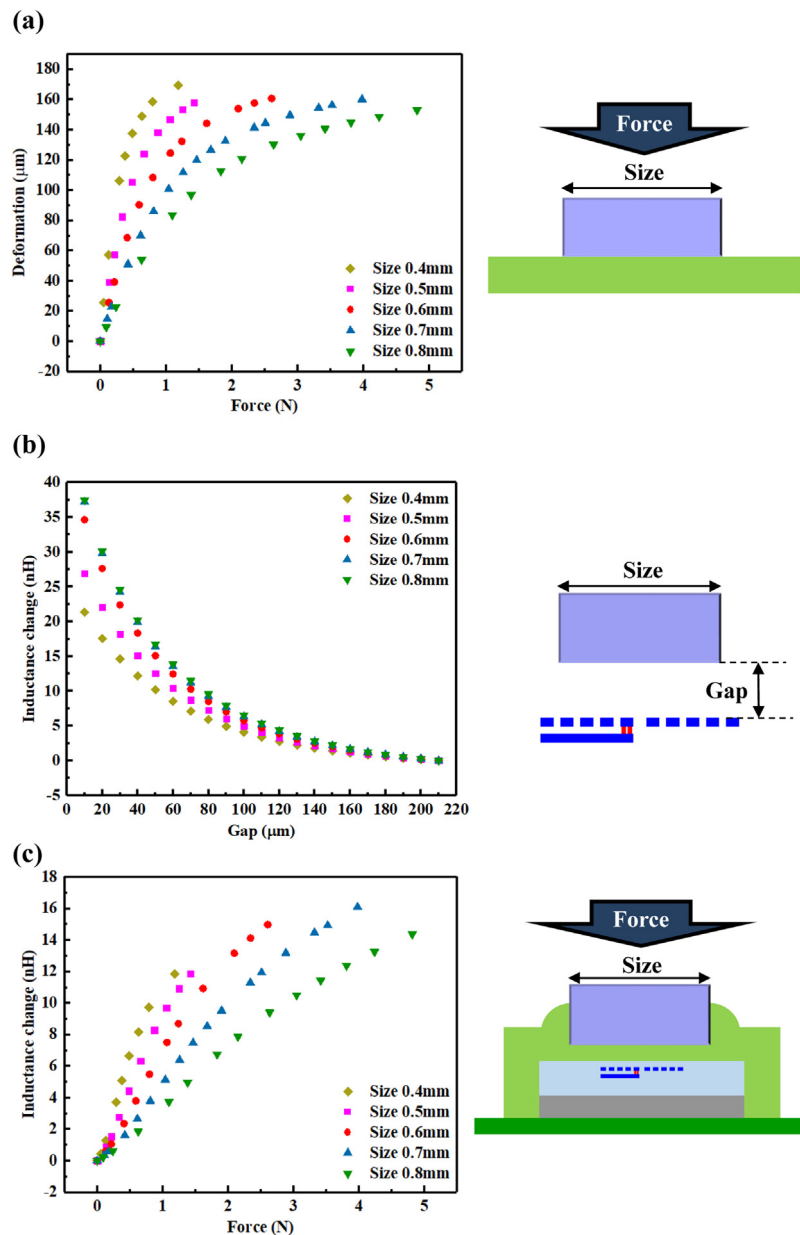 (a)
180
160
140
120
100
80
60
40
20
0
-20
Deformation (μm)
Size 0.4mm
Size 0.5mm
Size 0.6mm
Size 0.7mm
Size 0.8mm
0 1 2 3 4 5
Force (N)
Force
Size
(b)
40
35
30
25
20
15
10
5
0
-5
Inductance change (nH)
Size 0.4mm
Size 0.5mm
Size 0.6mm
Size 0.7mm
Size 0.8mm
0 20 40 60 80 100 120 140 160 180 200 220
Gap (μm)
Size
Gap
(c)
18
16
14
12
10
8
6
4
2
0
-2
Inductance change (nH)
Size 0.4mm
Size 0.5mm
Size 0.6mm
Size 0.7mm
Size 0.8mm
0 1 2 3 4 5
Force (N)
Force
Size